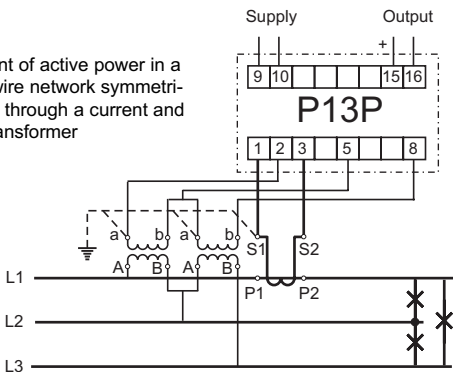 Supply Output
nt of active power in a
wire network symmetri-
through a current and
ansformer
+
9 10 15 16
P13P
1 2 3 5 8
a b a b S1 S2
A B A B
L1 P1 P2
L2
L3